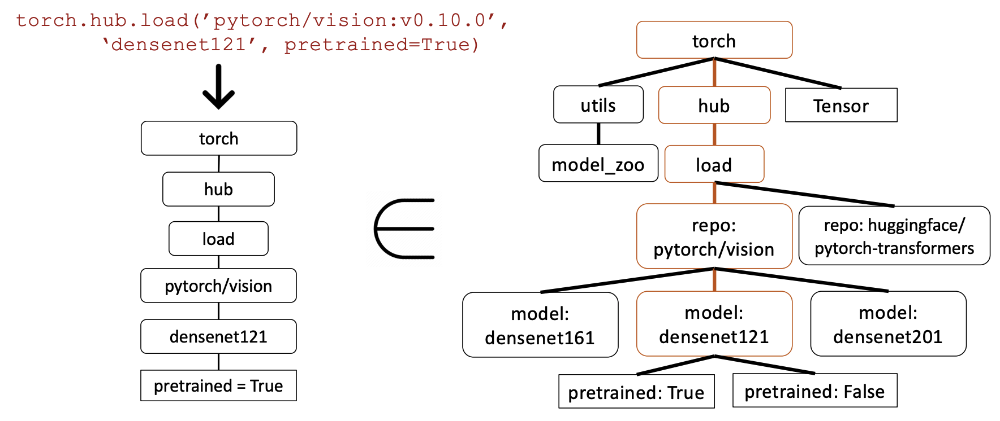 torch.hub.load(’pytorch/vision:v0.10.0’,
‘densenet121’, pretrained=True)
torch
hub
load
pytorch/vision
densenet121
pretrained = True
∈
torch
utils
hub
Tensor
model_zoo
load
repo:
pytorch/vision
repo: huggingface/
pytorch-transformers
model:
densenet161
model:
densenet121
model:
densenet201
pretrained: True
pretrained: False